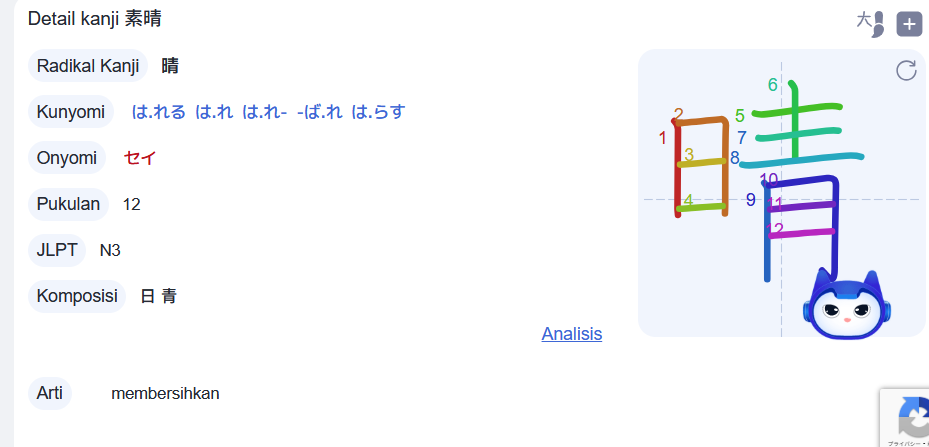 Detail kanji 素晴
大
Radikal Kanji 晴
Kunyomi は.れる は.れ は.れ- -ば.れ は.らす
Onyomi セイ
Pukulan 12
JLPT N3
Komposisi 日 青
Analisis
Arti membersihkan
1
2
3
4
5
6
7
8
9
10
11
12
プライバシー